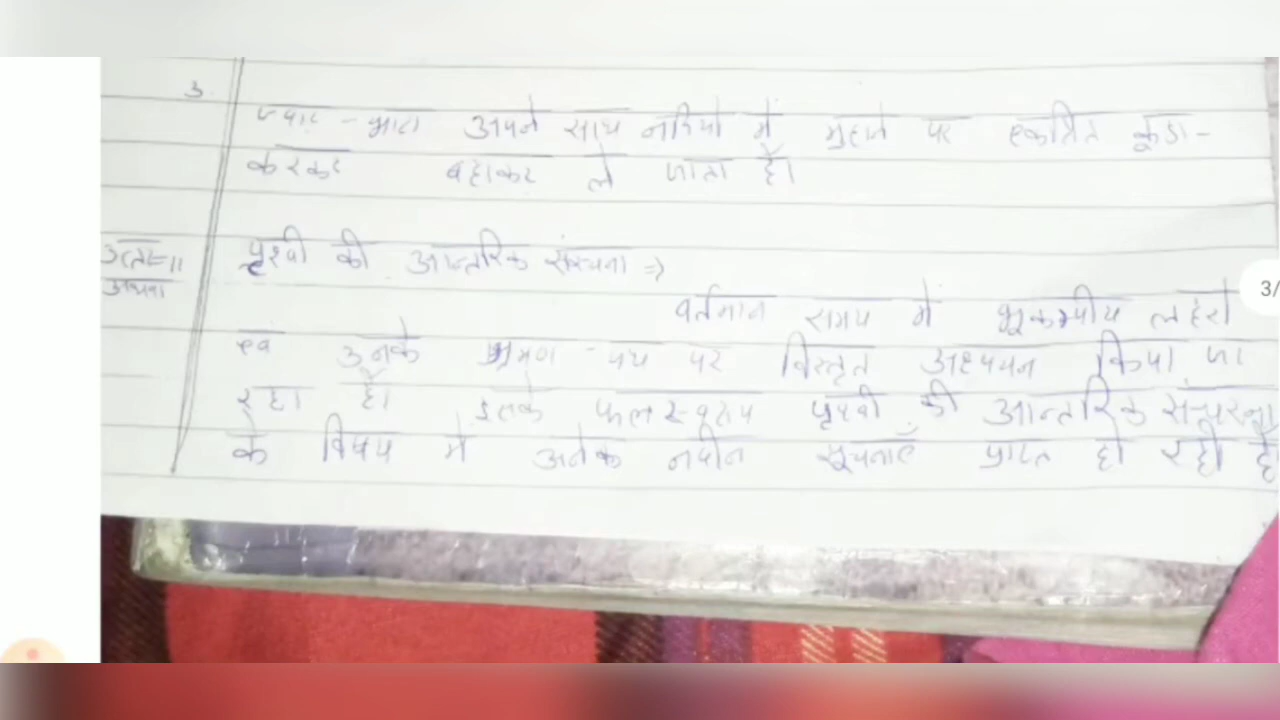 3.
ज्वार - भाटा अपने साथ नदियों में मुहाने पर एकत्रित कूडा -
करकट बहाकर ले जाता है।
उत्तर=11 पृथ्वी की आन्तरिक संरचना ⇒
अथवा
वर्तमान समय में भूकम्पीय लहरों 3/
एवं उनके भ्रमण - पथ पर विस्तृत अध्ययन किया जा
रहा है। इसके फलस्वरूप पृथ्वी की आन्तरिक संरचना
के विषय में अनेक नवीन सूचनाएँ प्राप्त हो रही है